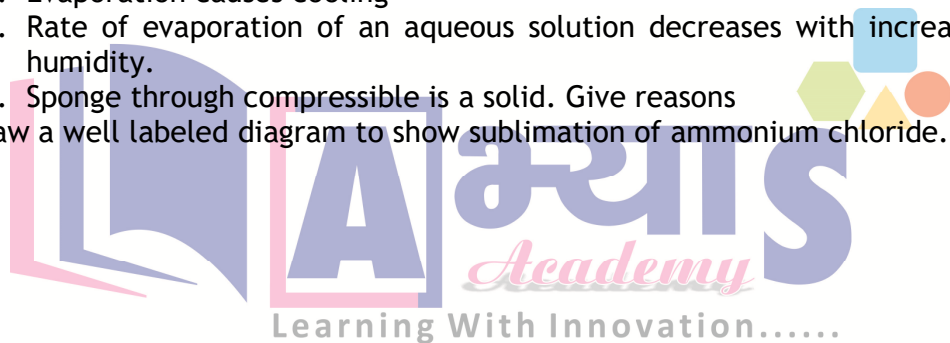 . Evaporation causes cooling
. Rate of evaporation of an aqueous solution decreases with increa
humidity.
. Sponge through compressible is a solid. Give reasons
aw a well labeled diagram to show sublimation of ammonium chloride.
Aभ्याS
Academy
Learning With Innovation......